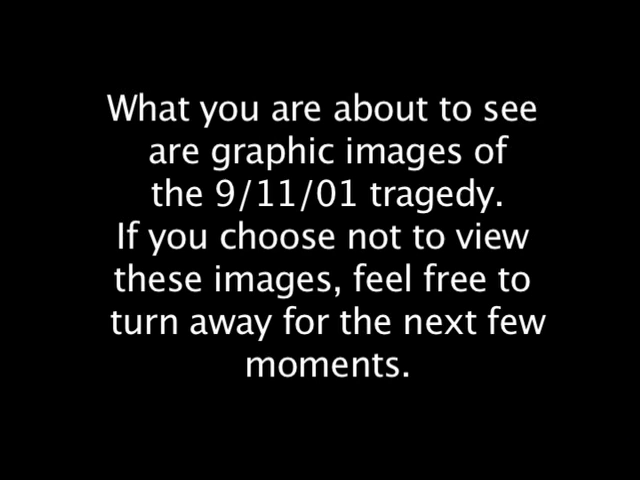 What you are about to see
are graphic images of
the 9/11/01 tragedy.
If you choose not to view
these images, feel free to
turn away for the next few
moments.